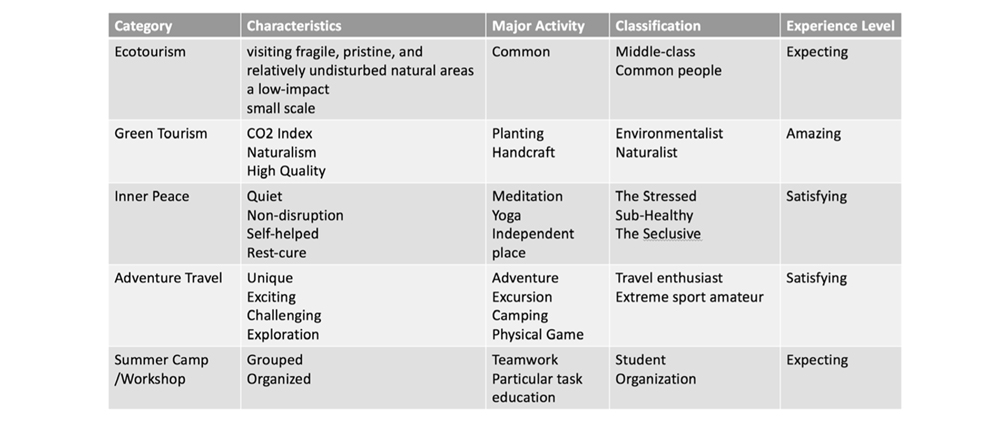 Category Characteristics Major Activity Classification Experience Level
Ecotourism visiting fragile, pristine, and Common Middle-class Expecting
relatively undisturbed natural areas Common people
a low-impact
small scale
Green Tourism CO2 Index Planting Environmentalist Amazing
Naturalism Handcraft Naturalist
High Quality
Inner Peace Quiet Meditation The Stressed Satisfying
Non-disruption Yoga Sub-Healthy
Self-helped Independent The Seclusive
Rest-cure place
Adventure Travel Unique Adventure Travel enthusiast Satisfying
Exciting Excursion Extreme sport amateur
Challenging Camping
Exploration Physical Game
Summer Camp Grouped Teamwork Student Expecting
/Workshop Organized Particular task Organization
education